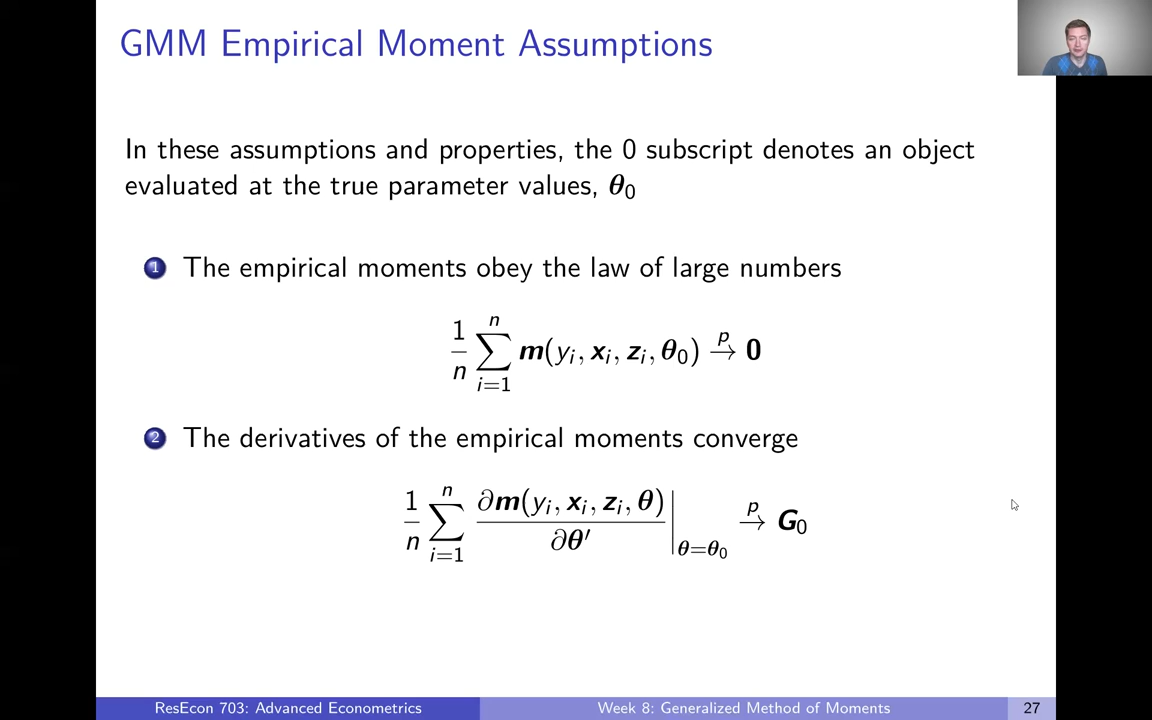 GMM Empirical Moment Assumptions
In these assumptions and properties, the 0 subscript denotes an object
evaluated at the true parameter values, θ₀
1 The empirical moments obey the law of large numbers
1/n ∑ᵢ₌₁ⁿ m(yᵢ, xᵢ, zᵢ, θ₀) →ᵖ 0
2 The derivatives of the empirical moments converge
1/n ∑ᵢ₌₁ⁿ ∂m(yᵢ, xᵢ, zᵢ, θ)/∂θ′ |θ=θ₀ →ᵖ G₀
ResEcon 703: Advanced Econometrics Week 8: Generalized Method of Moments 27